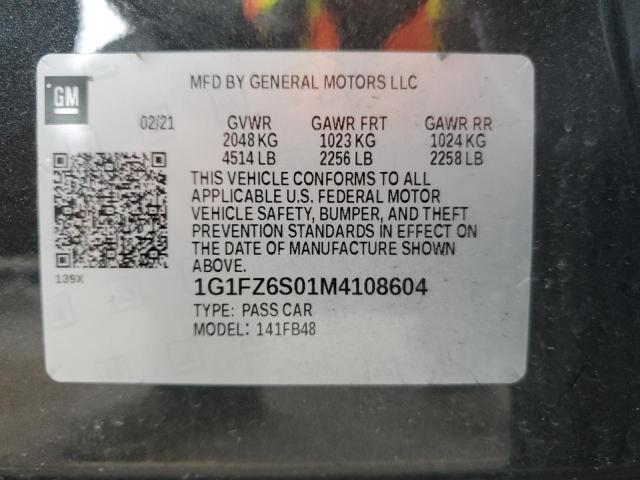 GM
MFD BY GENERAL MOTORS LLC
02/21 GVWR GAWR FRT GAWR RR
2048 KG 1023 KG 1024 KG
4514 LB 2256 LB 2258 LB
THIS VEHICLE CONFORMS TO ALL
APPLICABLE U.S. FEDERAL MOTOR
VEHICLE SAFETY, BUMPER, AND THEFT
PREVENTION STANDARDS IN EFFECT ON
THE DATE OF MANUFACTURE SHOWN
ABOVE.
139X
1G1FZ6S01M4108604
TYPE: PASS CAR
MODEL: 141FB48